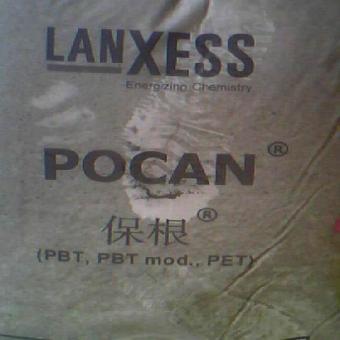 LANXESS
Energizing Chemistry
POCAN®
保根®
(PBT, PBT mod., PET)